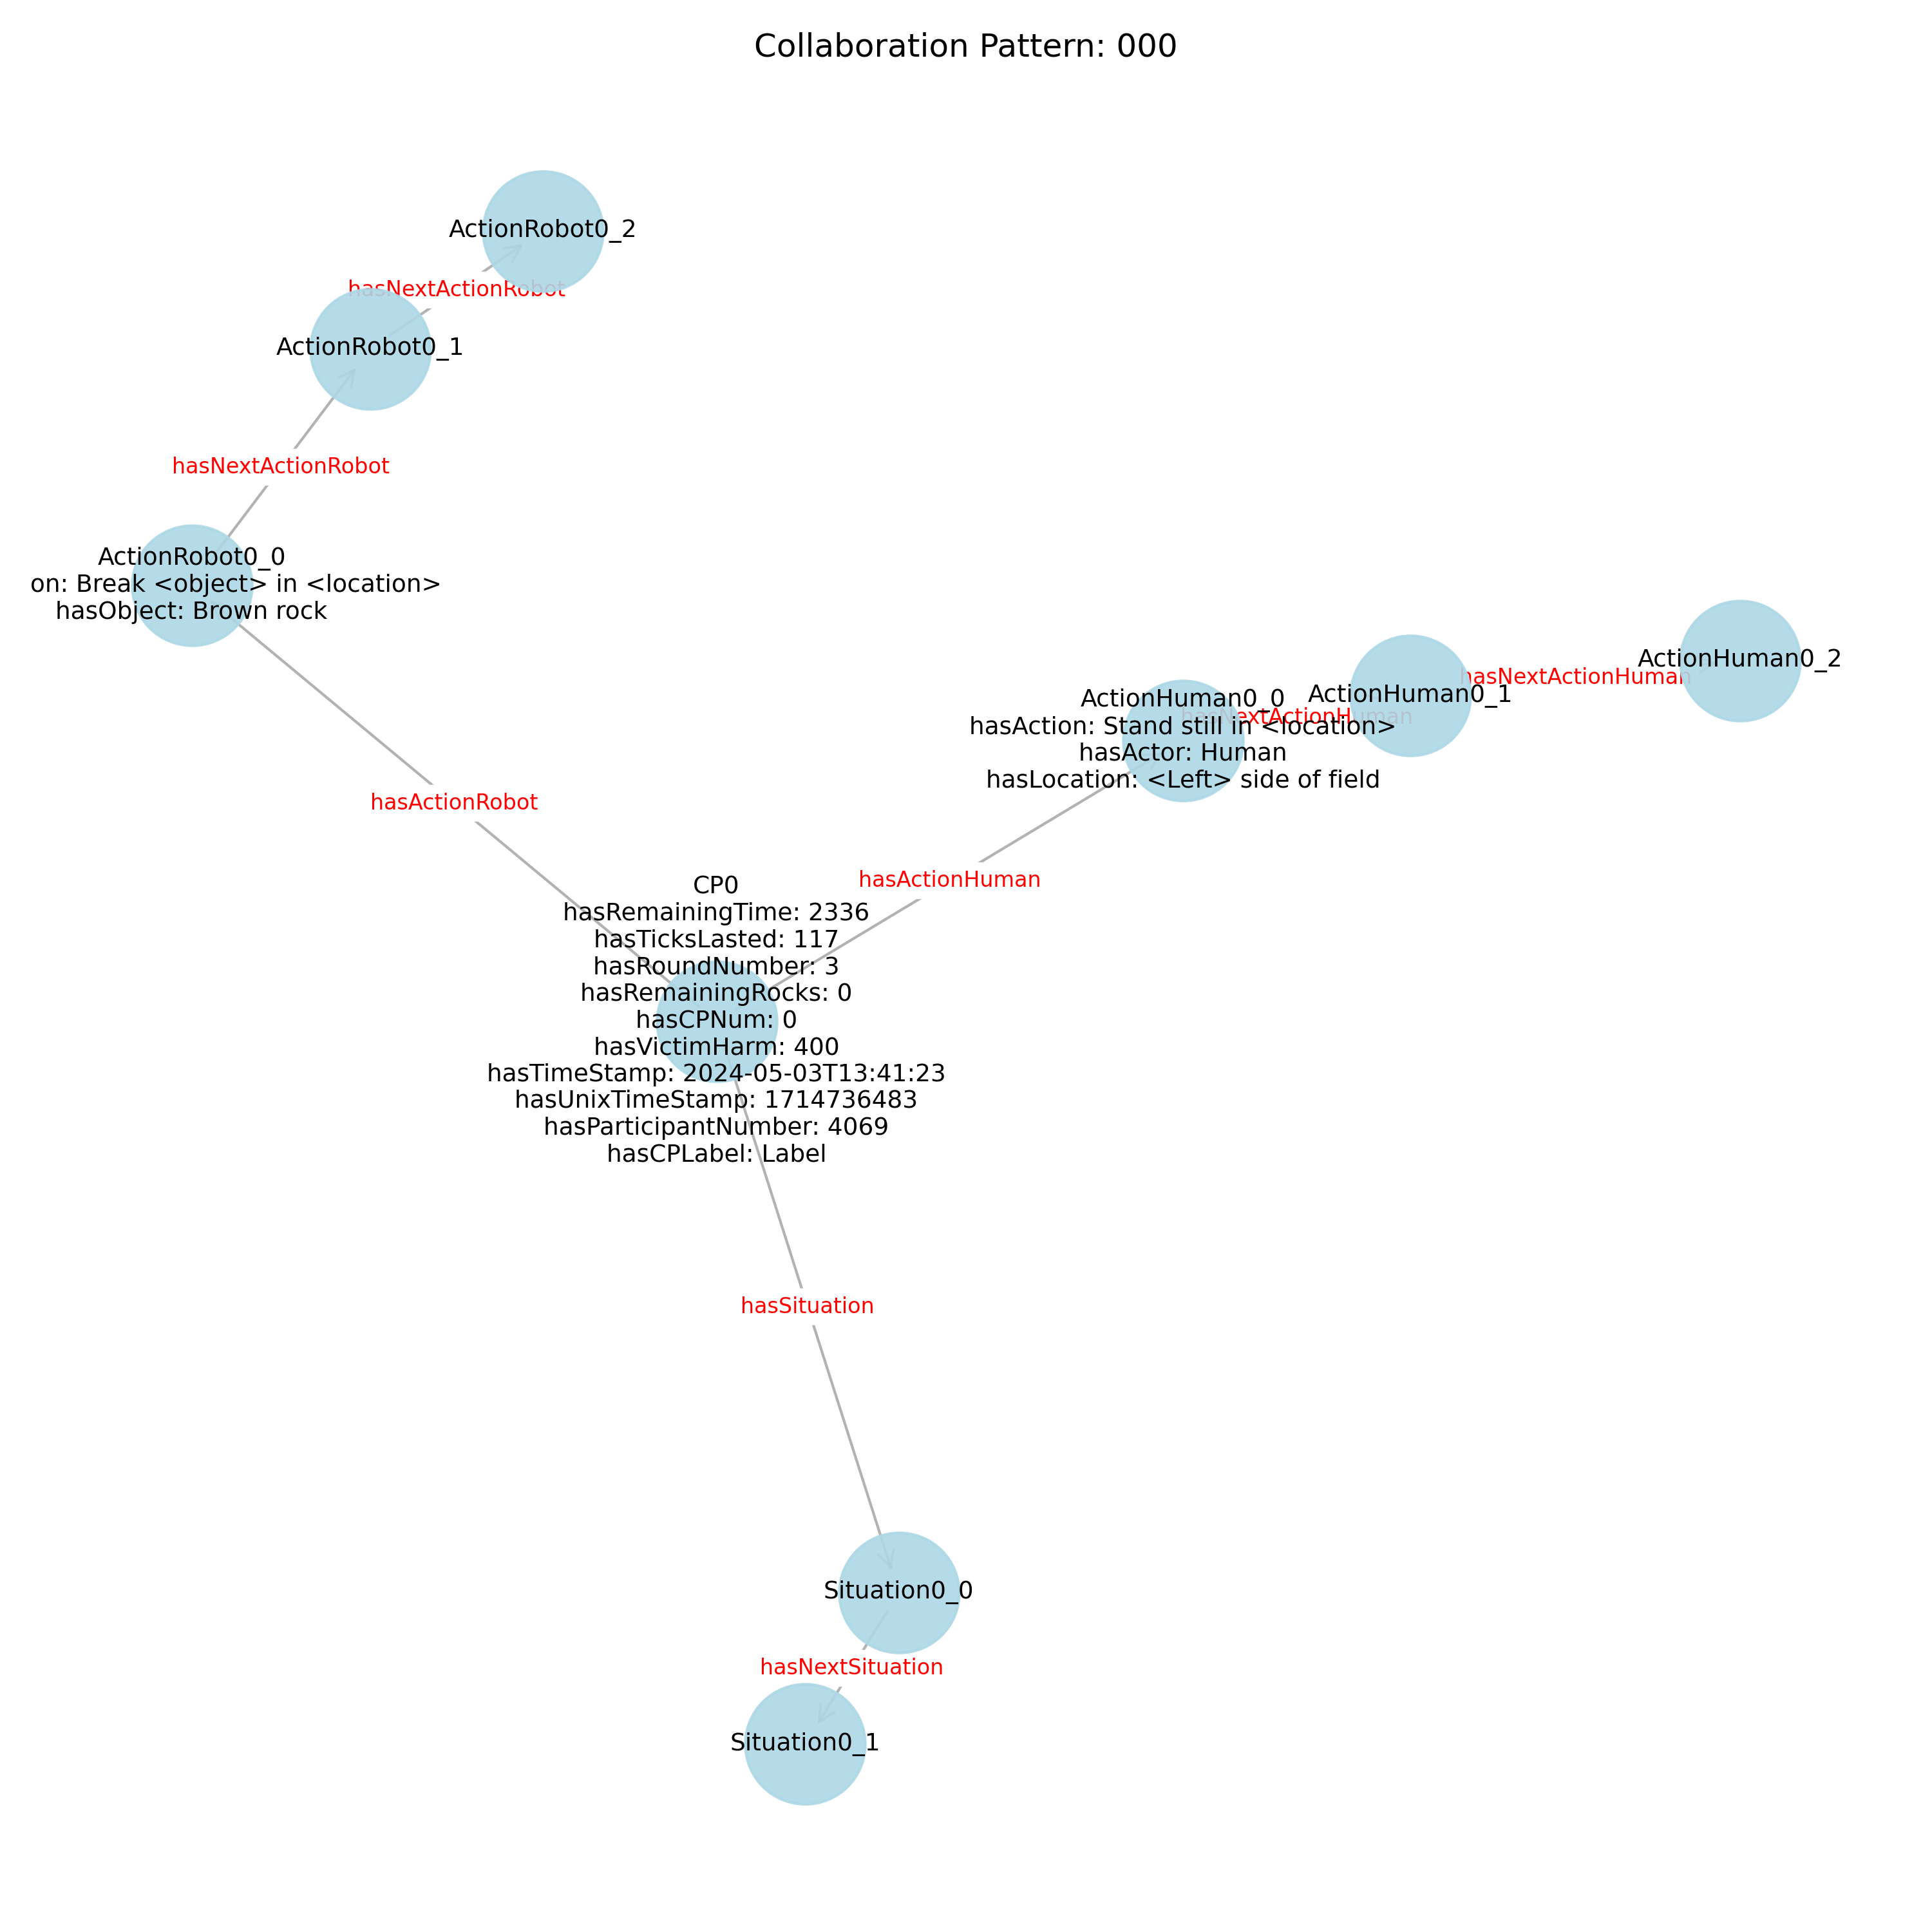 Collaboration Pattern: 000
ActionRobot0_2
hasNextActionRobot
ActionRobot0_1
hasNextActionRobot
ActionRobot0_0
on: Break <object> in <location>
hasObject: Brown rock
ActionHuman0_2
hasNextActionHuman
ActionHuman0_1
hasNextActionHuman
ActionHuman0_0
hasAction: Stand still in <location>
hasActor: Human
hasLocation: <Left> side of field
hasActionRobot
hasActionHuman
CP0
hasRemainingTime: 2336
hasTicksLasted: 117
hasRoundNumber: 3
hasRemainingRocks: 0
hasCPNum: 0
hasVictimHarm: 400
hasTimeStamp: 2024-05-03T13:41:23
hasUnixTimeStamp: 1714736483
hasParticipantNumber: 4069
hasCPLabel: Label
hasSituation
Situation0_0
hasNextSituation
Situation0_1